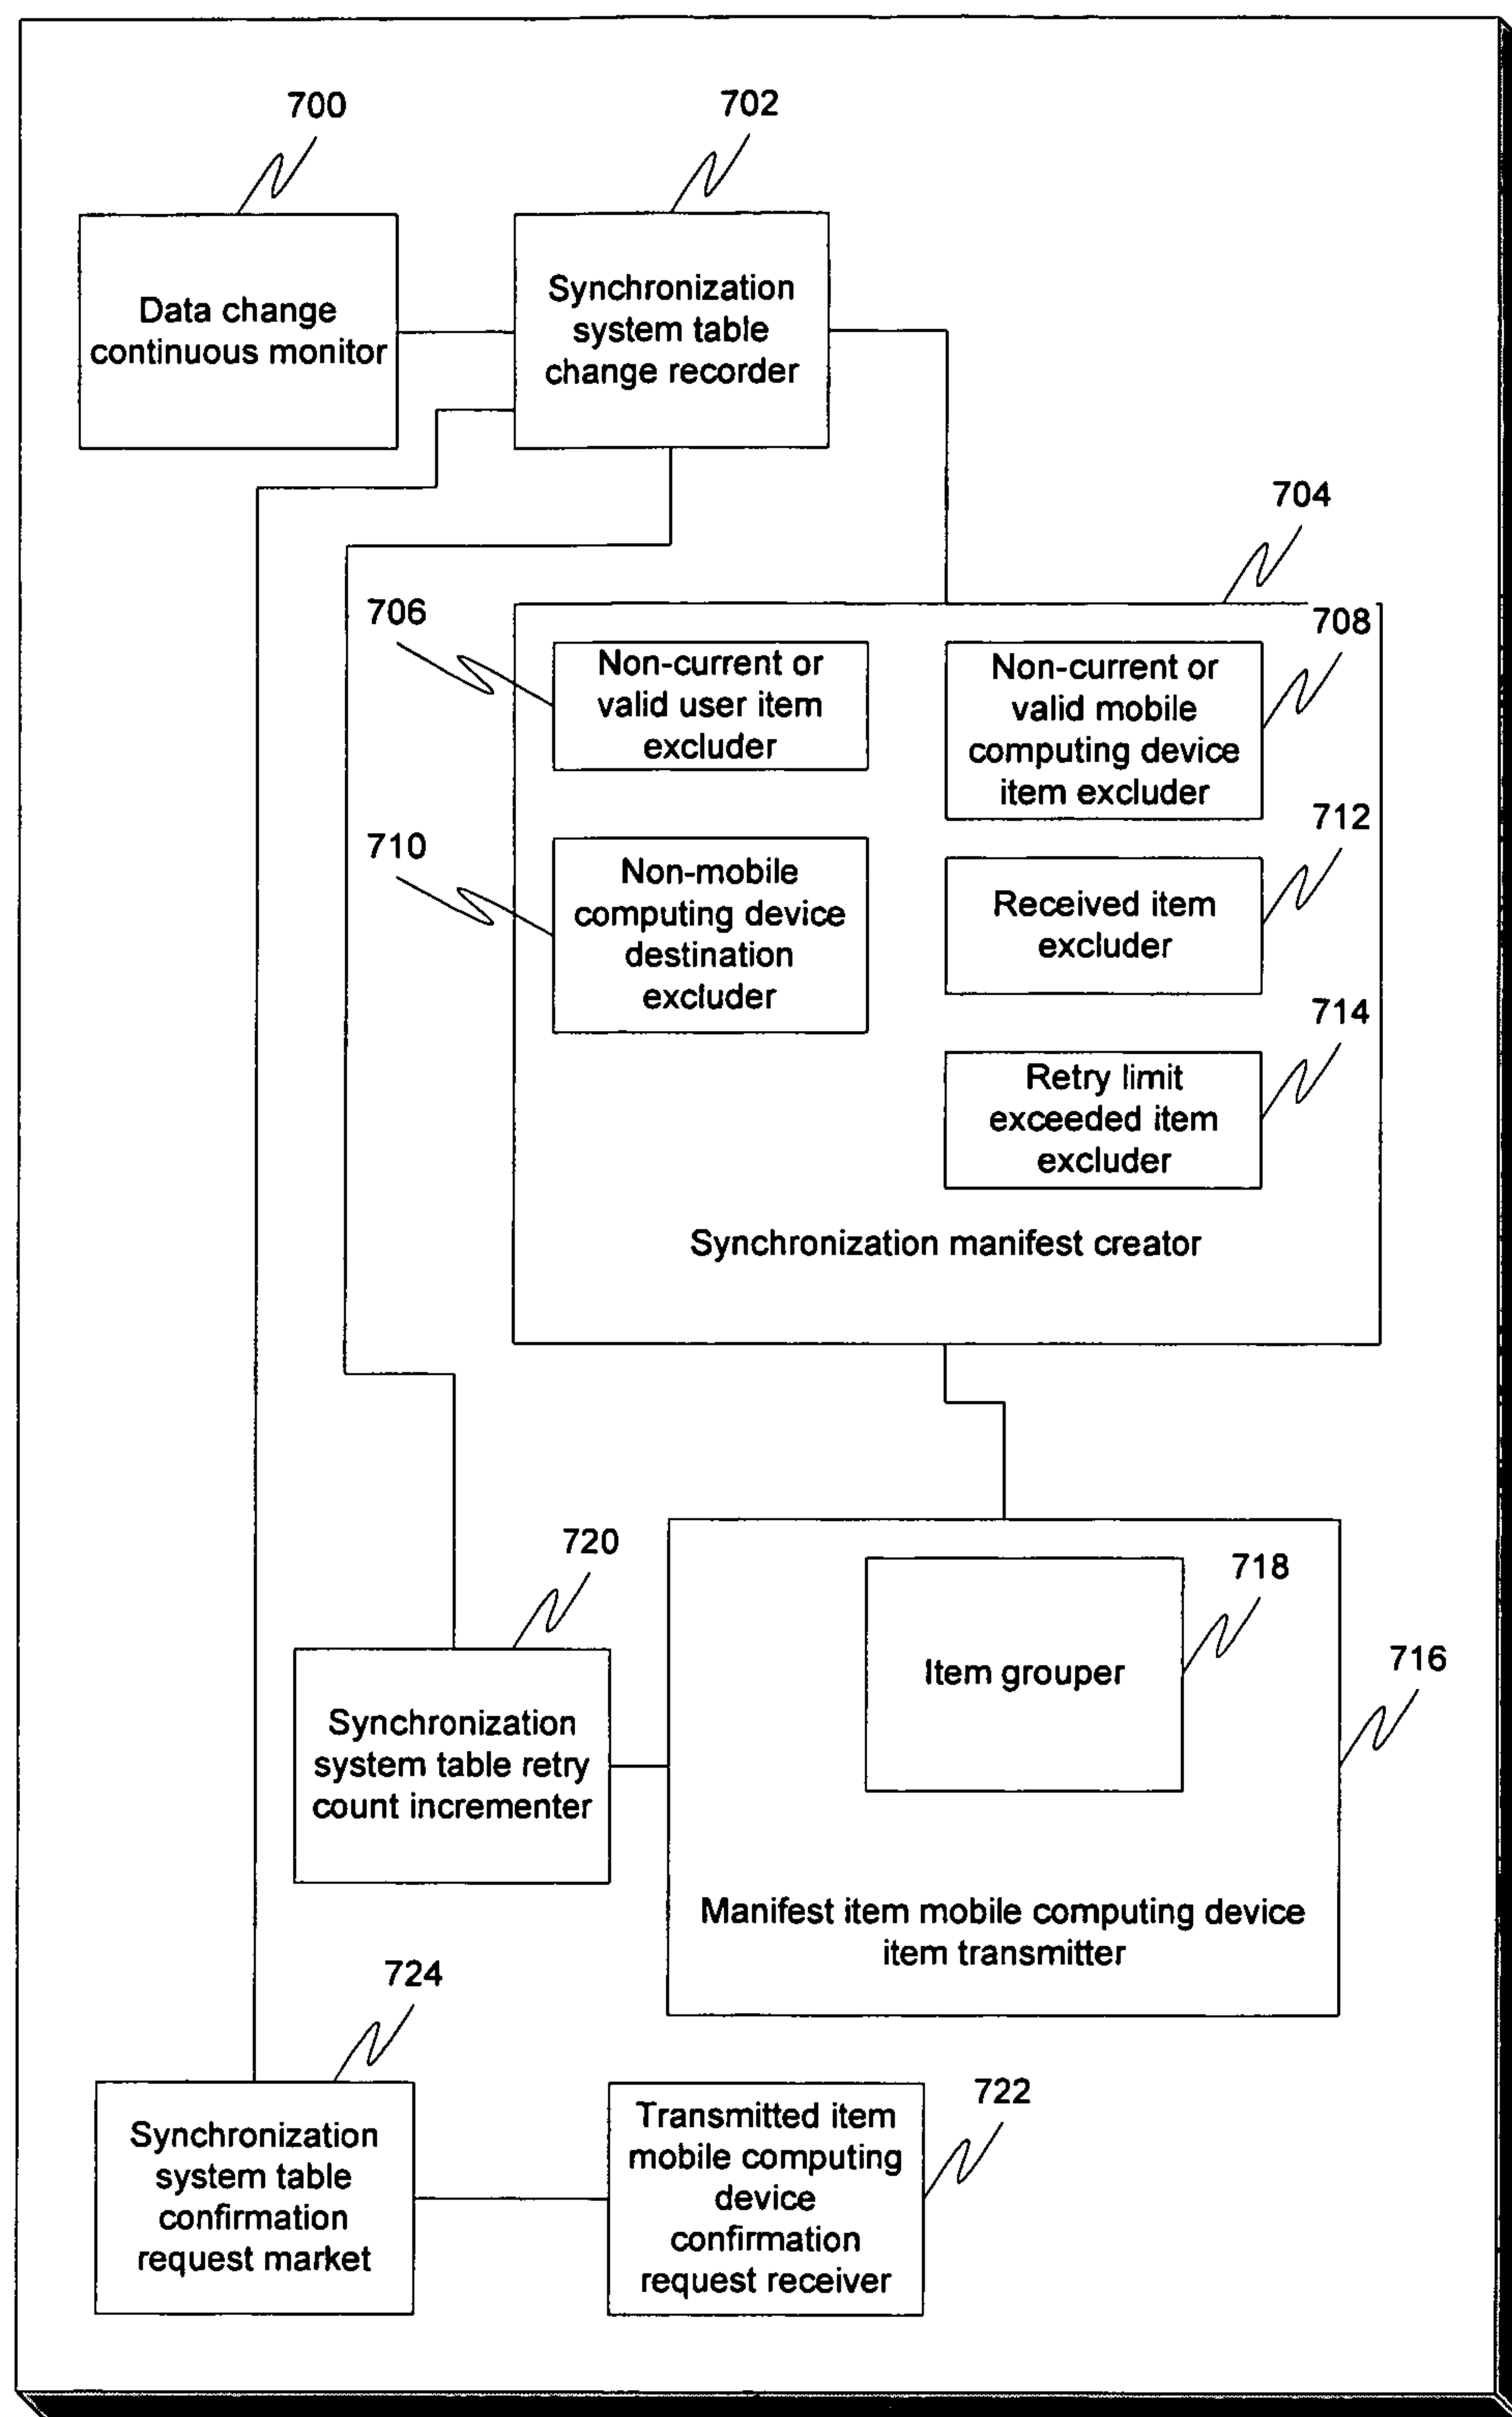 700
702
Data change
continuous monitor
Synchronization
system table
change recorder
704
706
708
Non-current or
valid user item
excluder
Non-current or
valid mobile
computing device
item excluder
710
712
Non-mobile
computing device
destination
excluder
Received item
excluder
714
Retry limit
exceeded item
excluder
Synchronization manifest creator
720
718
716
Item grouper
Synchronization
system table retry
count incrementer
Manifest item mobile computing device
item transmitter
724
722
Synchronization
system table
confirmation
request market
Transmitted item
mobile computing
device
confirmation
request receiver